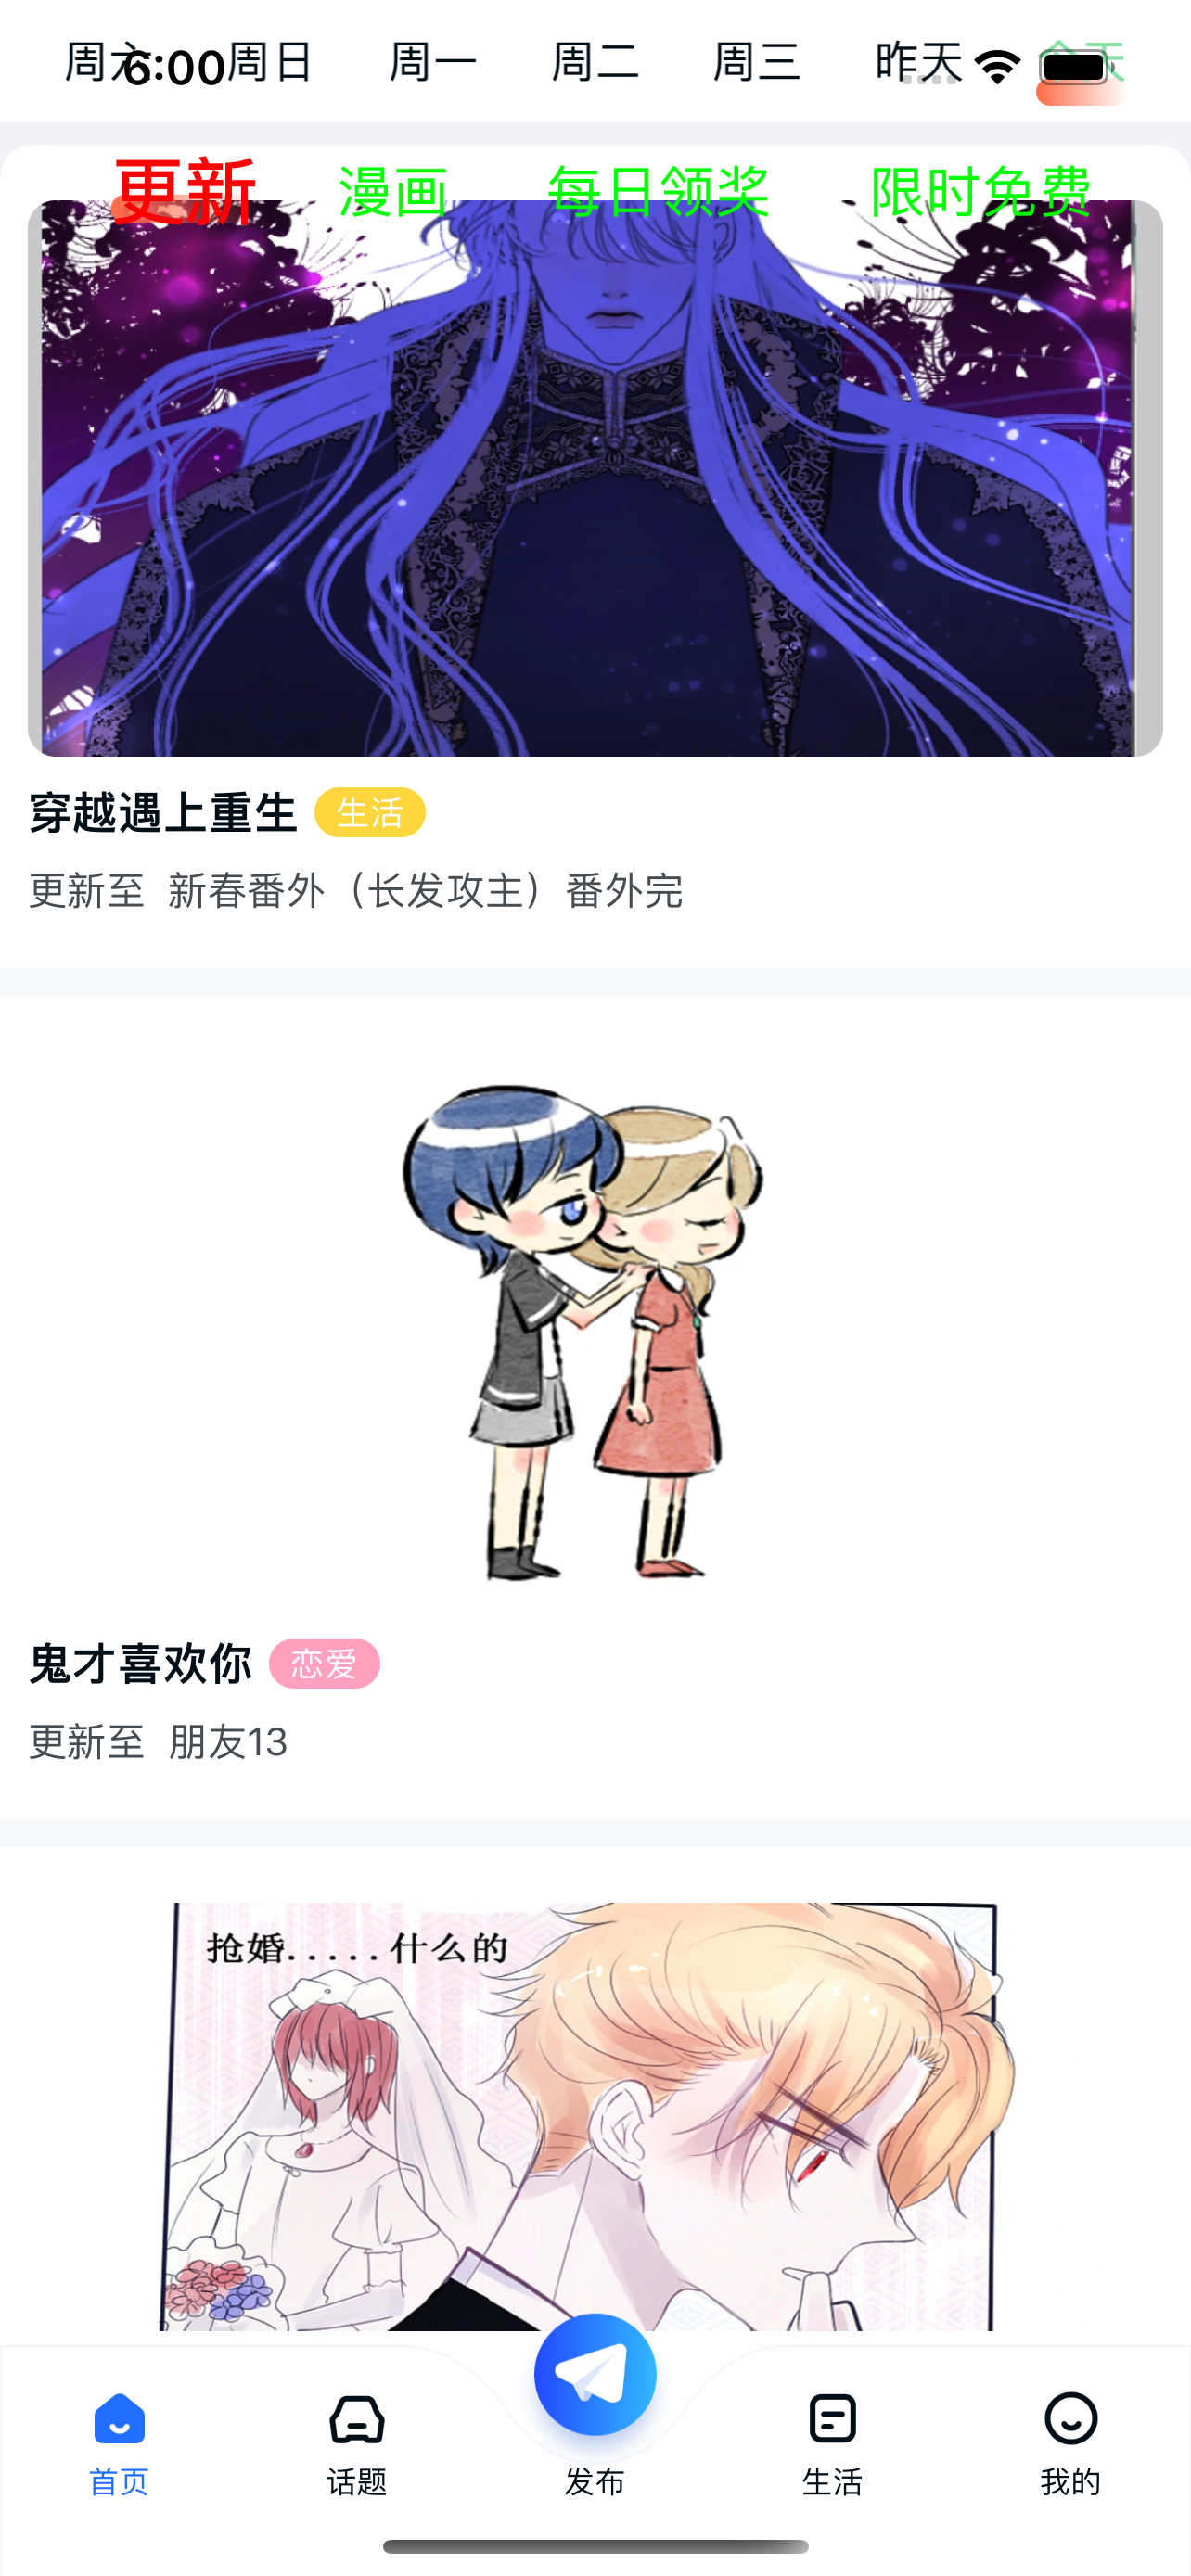 周六 周日 周一 周二 周三 昨天 今天
6:00
更新 漫画 每日领奖 限时免费
穿越遇上重生 生活
更新至 新春番外（长发攻主）番外完
鬼才喜欢你 恋爱
更新至 朋友13
抢婚.....什么的
首页 话题 发布 生活 我的